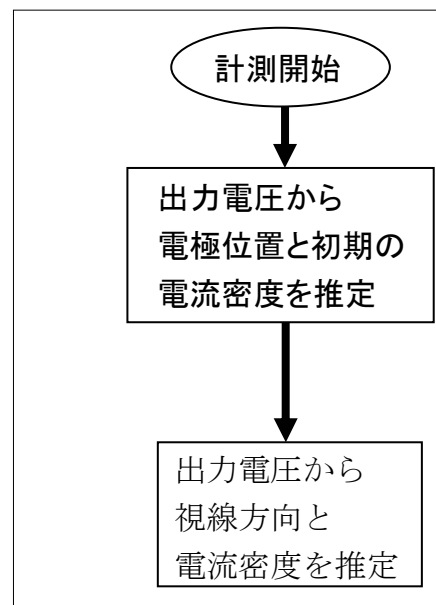 計測開始
出力電圧から
電極位置と初期の
電流密度を推定
出力電圧から
視線方向と
電流密度を推定